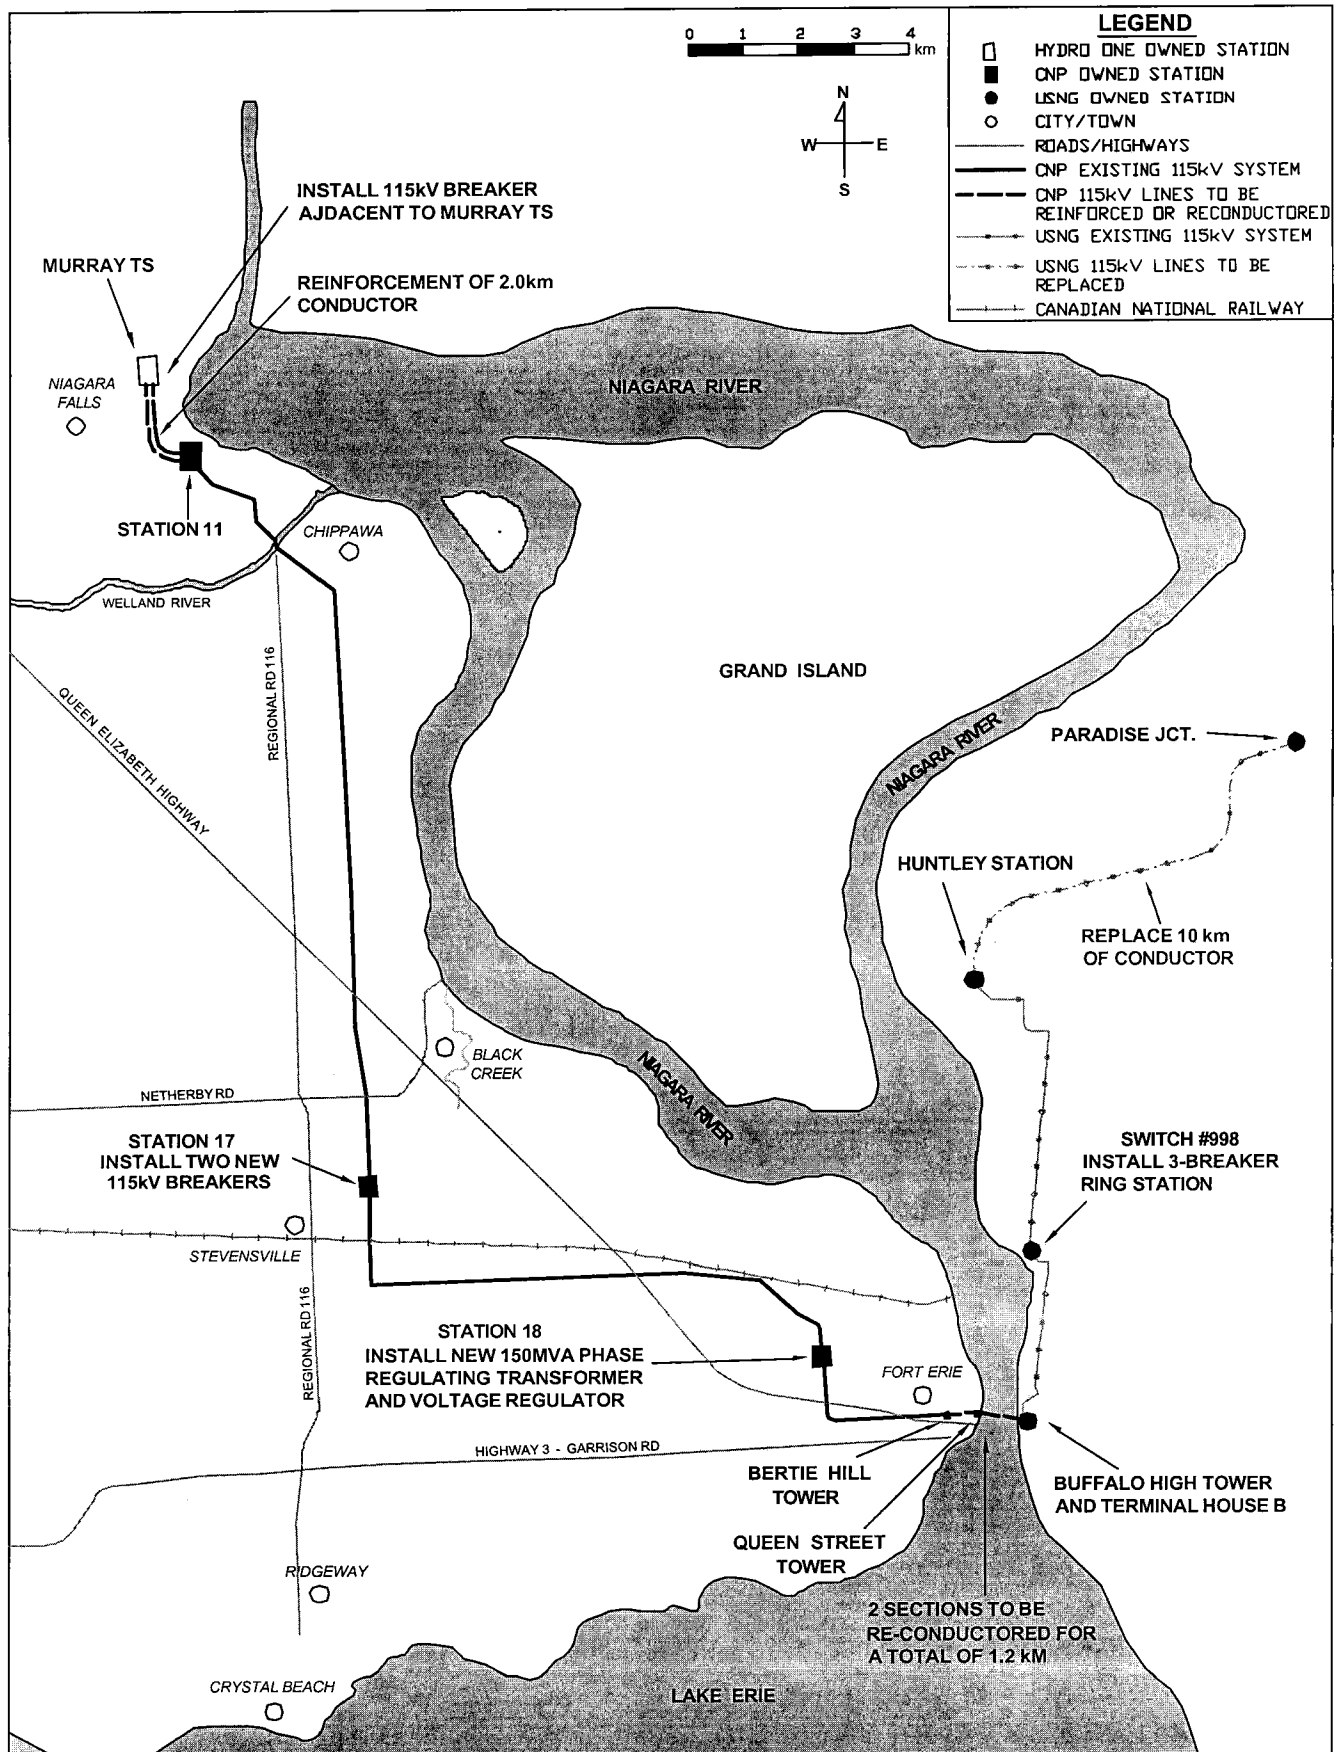 0 1 2 3 4
km
N
W E
S
LEGEND
HYDRO ONE OWNED STATION
CNP OWNED STATION
USNG OWNED STATION
CITY/TOWN
ROADS/HIGHWAYS
CNP EXISTING 115kV SYSTEM
CNP 115kV LINES TO BE
REINFORCED OR RECONDUCTORED
USNG EXISTING 115kV SYSTEM
USNG 115kV LINES TO BE
REPLACED
CANADIAN NATIONAL RAILWAY
INSTALL 115kV BREAKER
AJDACENT TO MURRAY TS
MURRAY TS
REINFORCEMENT OF 2.0km
CONDUCTOR
NIAGARA
FALLS
NIAGARA RIVER
STATION 11
CHIPPAWA
WELLAND RIVER
REGIONAL RD 116
QUEEN ELIZABETH HIGHWAY
GRAND ISLAND
NIAGARA RIVER
PARADISE JCT.
HUNTLEY STATION
REPLACE 10 km
OF CONDUCTOR
BLACK
CREEK
NIAGARA RIVER
NETHERBY RD
STATION 17
INSTALL TWO NEW
115kV BREAKERS
SWITCH #998
INSTALL 3-BREAKER
RING STATION
STEVENSVILLE
REGIONAL RD 116
STATION 18
INSTALL NEW 150MVA PHASE
REGULATING TRANSFORMER
AND VOLTAGE REGULATOR
FORT ERIE
HIGHWAY 3 - GARRISON RD
BERTIE HILL
TOWER
BUFFALO HIGH TOWER
AND TERMINAL HOUSE B
QUEEN STREET
TOWER
RIDGEWAY
2 SECTIONS TO BE
RE-CONDUCTORED FOR
A TOTAL OF 1.2 kM
CRYSTAL BEACH
LAKE ERIE